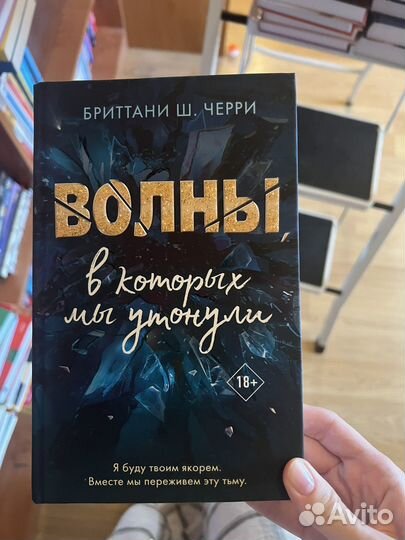 БРИТТАНИ Ш. ЧЕРРИ
ВОЛНЫ,
в которых
мы утонули
18+
Я буду твоим якорем.
Вместе мы переживем эту тьму.
Avito